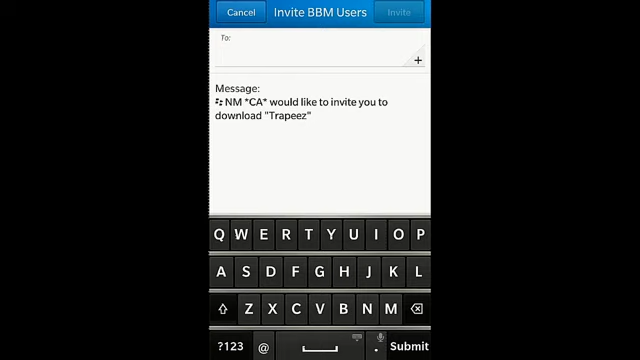 Cancel Invite BBM Users Invite
To:
+
Message:
NM *CA* would like to invite you to
download "Trapeez"
Q W E R T Y U I O P
A S D F G H J K L
Z X C V B N M
?123 @ . Submit